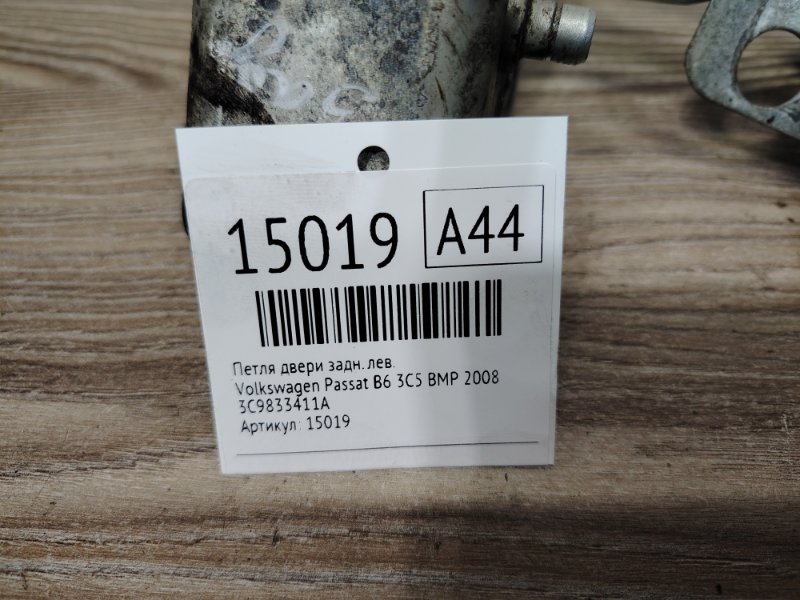 15019 A44
Петля двери задн. лев.
Volkswagen Passat B6 3C5 BMP 2008
3C9833411A
Артикул: 15019